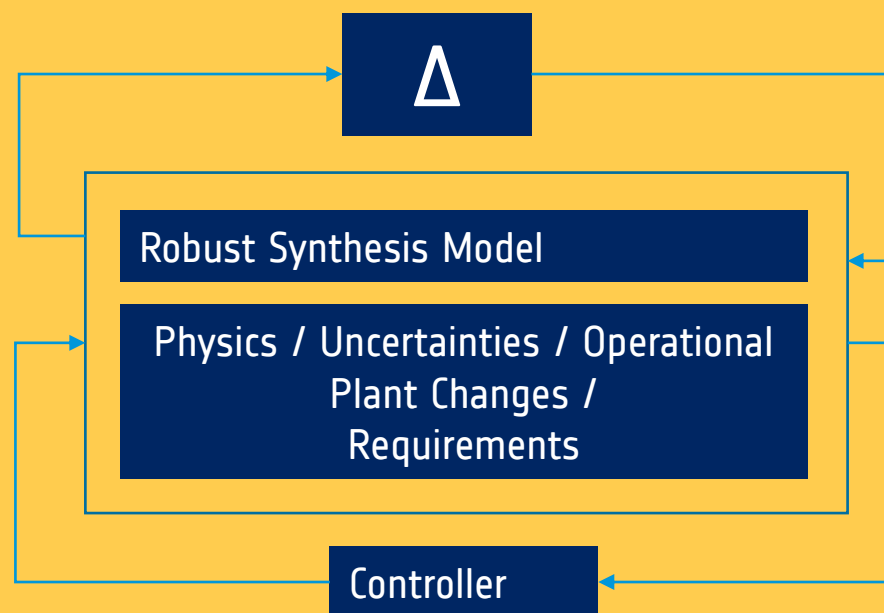 Δ
Robust Synthesis Model
Physics / Uncertainties / Operational
Plant Changes /
Requirements
Controller